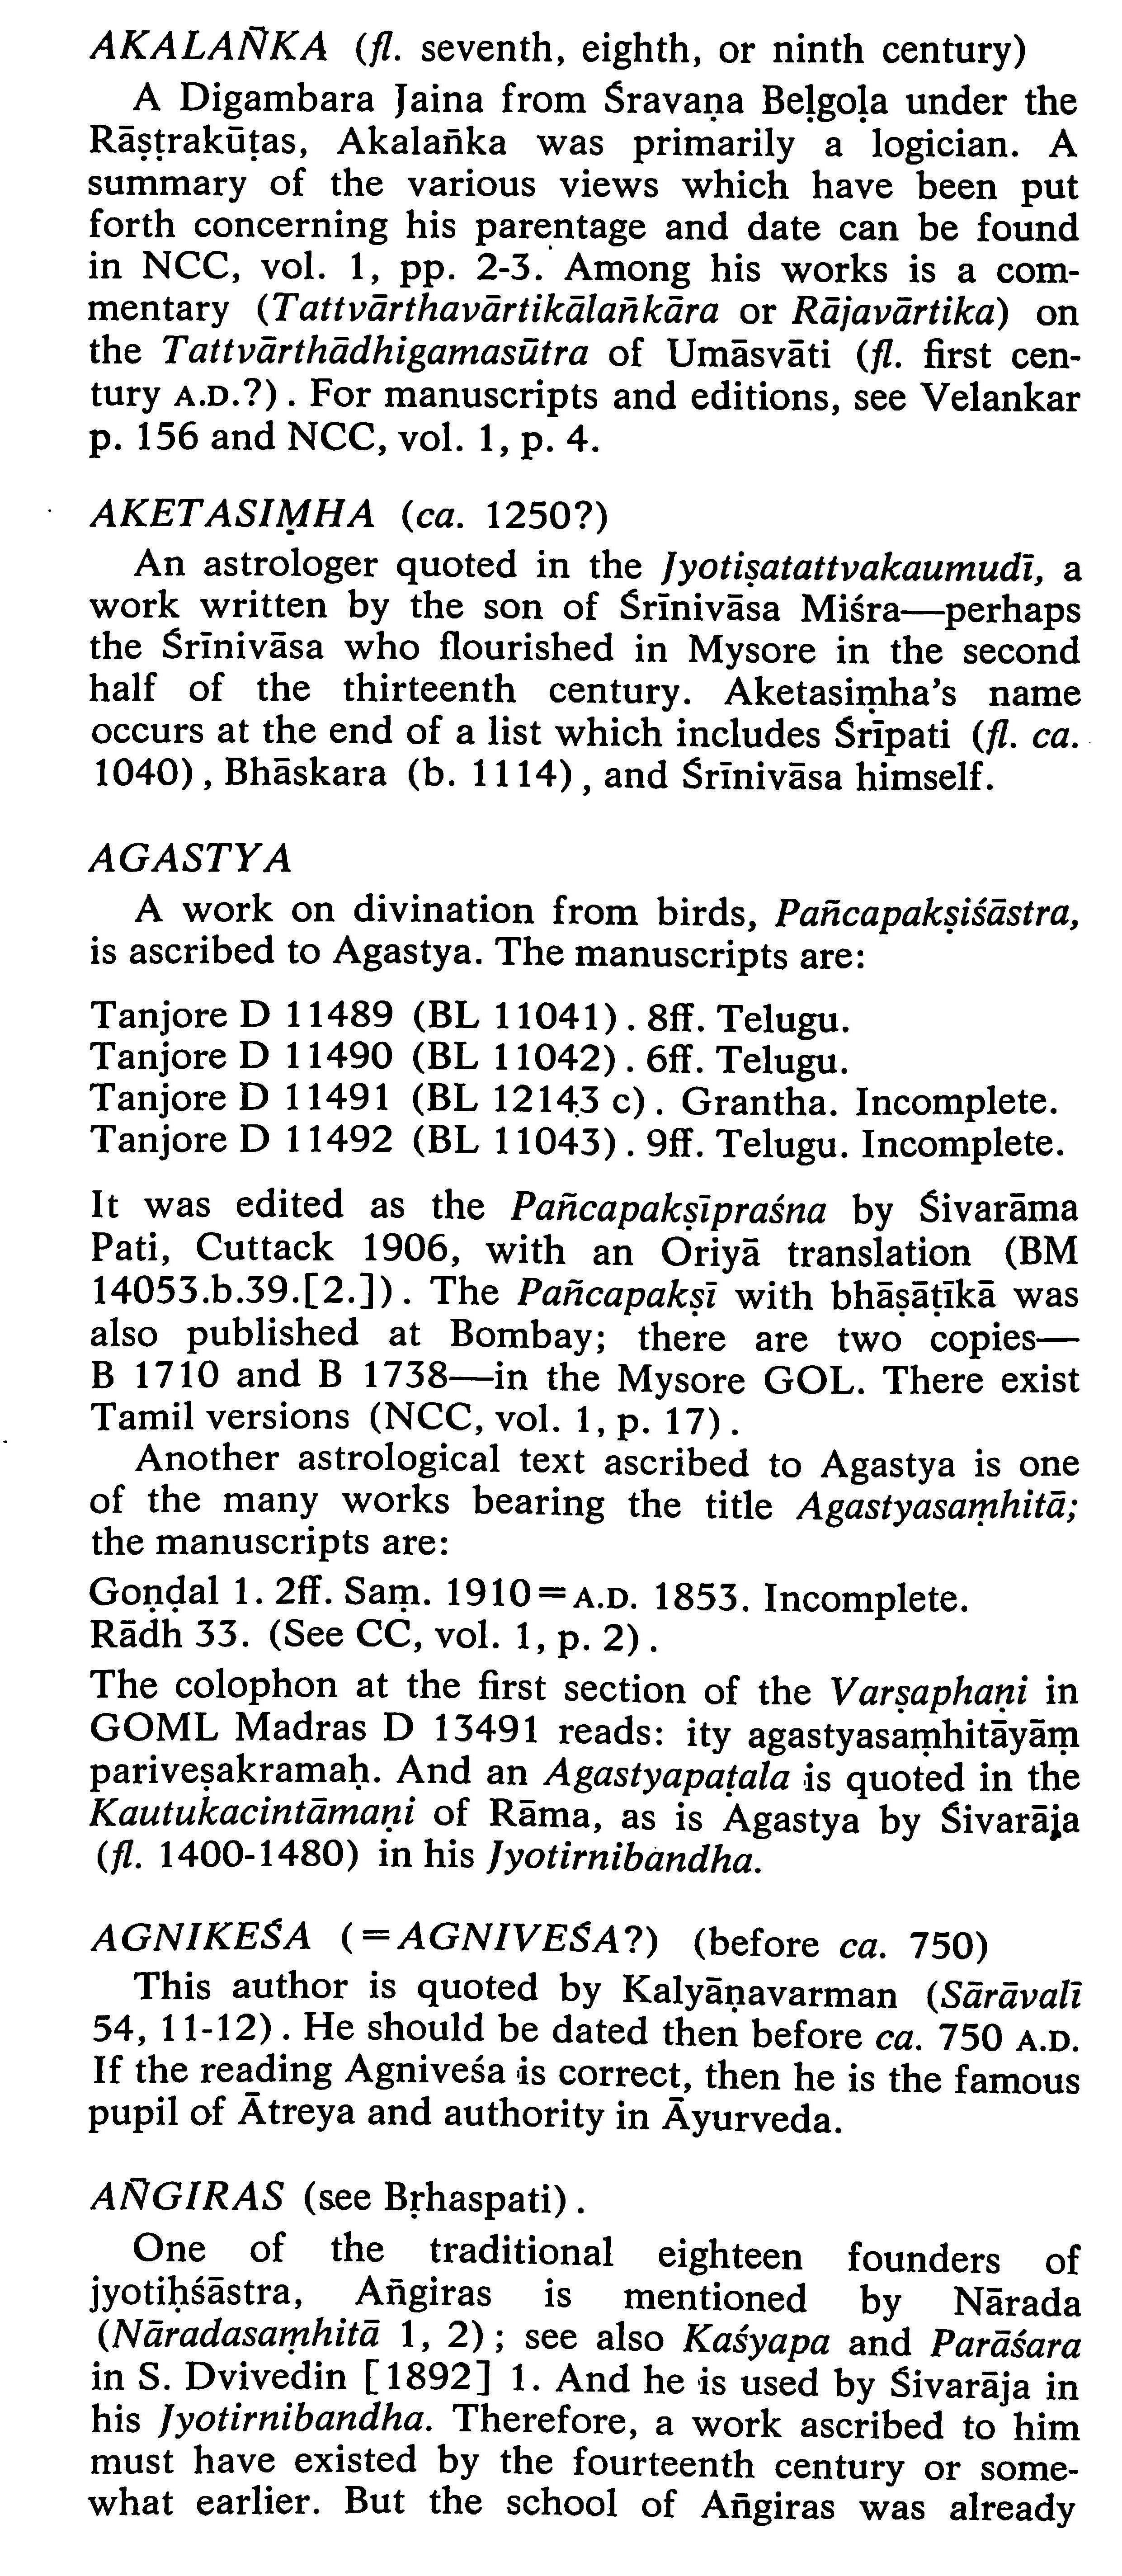 AKALAÑKA (fl. seventh, eighth, or ninth century)
A Digambara Jaina from Śravaṇa Beḷgoḷa under the
Rāṣṭrakūṭas, Akalañka was primarily a logician. A
summary of the various views which have been put
forth concerning his parentage and date can be found
in NCC, vol. 1, pp. 2-3. Among his works is a com-
mentary (Tattvārthavārtikālañkāra or Rājavārtika) on
the Tattvārthādhigamasūtra of Umāsvāti (fl. first cen-
tury A.D.?). For manuscripts and editions, see Velankar
p. 156 and NCC, vol. 1, p. 4.
AKETASIṂHA (ca. 1250?)
An astrologer quoted in the Jyotiṣatattvakaumudī, a
work written by the son of Śrīnivāsa Miśra—perhaps
the Śrīnivāsa who flourished in Mysore in the second
half of the thirteenth century. Aketasiṃha's name
occurs at the end of a list which includes Śrīpati (fl. ca.
1040), Bhāskara (b. 1114), and Śrīnivāsa himself.
AGASTYA
A work on divination from birds, Pañcapakṣiśāstra,
is ascribed to Agastya. The manuscripts are:
Tanjore D 11489 (BL 11041). 8ff. Telugu.
Tanjore D 11490 (BL 11042). 6ff. Telugu.
Tanjore D 11491 (BL 12143 c). Grantha. Incomplete.
Tanjore D 11492 (BL 11043). 9ff. Telugu. Incomplete.
It was edited as the Pañcapakṣīpraśna by Śivarāma
Pati, Cuttack 1906, with an Oriyā translation (BM
14053.b.39.[2.]). The Pañcapakṣī with bhāṣāṭīkā was
also published at Bombay; there are two copies—
B 1710 and B 1738—in the Mysore GOL. There exist
Tamil versions (NCC, vol. 1, p. 17).
Another astrological text ascribed to Agastya is one
of the many works bearing the title Agastyasaṃhitā;
the manuscripts are:
Goṇḍal 1. 2ff. Saṃ. 1910=A.D. 1853. Incomplete.
Rādh 33. (See CC, vol. 1, p. 2).
The colophon at the first section of the Varṣaphaṇi in
GOML Madras D 13491 reads: ity agastyasaṃhitāyāṃ
pariveṣakramaḥ. And an Agastyapaṭala is quoted in the
Kautukacintāmaṇi of Rāma, as is Agastya by Śivarāja
(fl. 1400-1480) in his Jyotirnibandha.
AGNIKEŚA (=AGNIVEŚA?) (before ca. 750)
This author is quoted by Kalyāṇavarman (Sārāvalī
54, 11-12). He should be dated then before ca. 750 A.D.
If the reading Agniveśa is correct, then he is the famous
pupil of Ātreya and authority in Āyurveda.
AÑGIRAS (see Bṛhaspati).
One of the traditional eighteen founders of
jyotiḥśāstra, Añgiras is mentioned by Nārada
(Nāradasaṃhitā 1, 2); see also Kaśyapa and Parāśara
in S. Dvivedin [1892] 1. And he is used by Śivarāja in
his Jyotirnibandha. Therefore, a work ascribed to him
must have existed by the fourteenth century or some-
what earlier. But the school of Añgiras was already